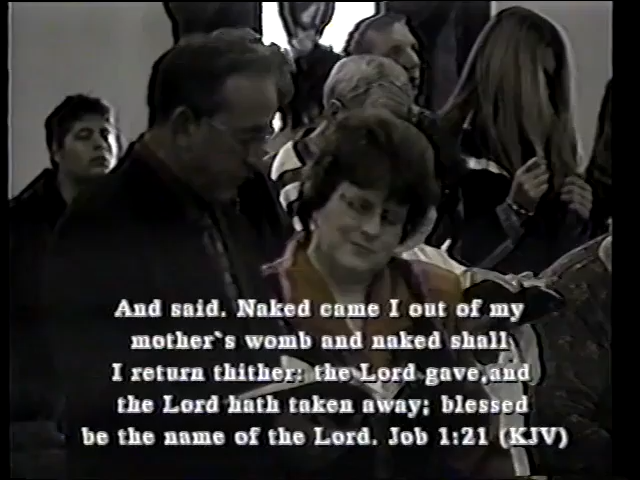 And said. Naked came I out of my
mother`s womb and naked shall
I return thither: the Lord gave,and
the Lord hath taken away; blessed
be the name of the Lord. Job 1:21 (KJV)